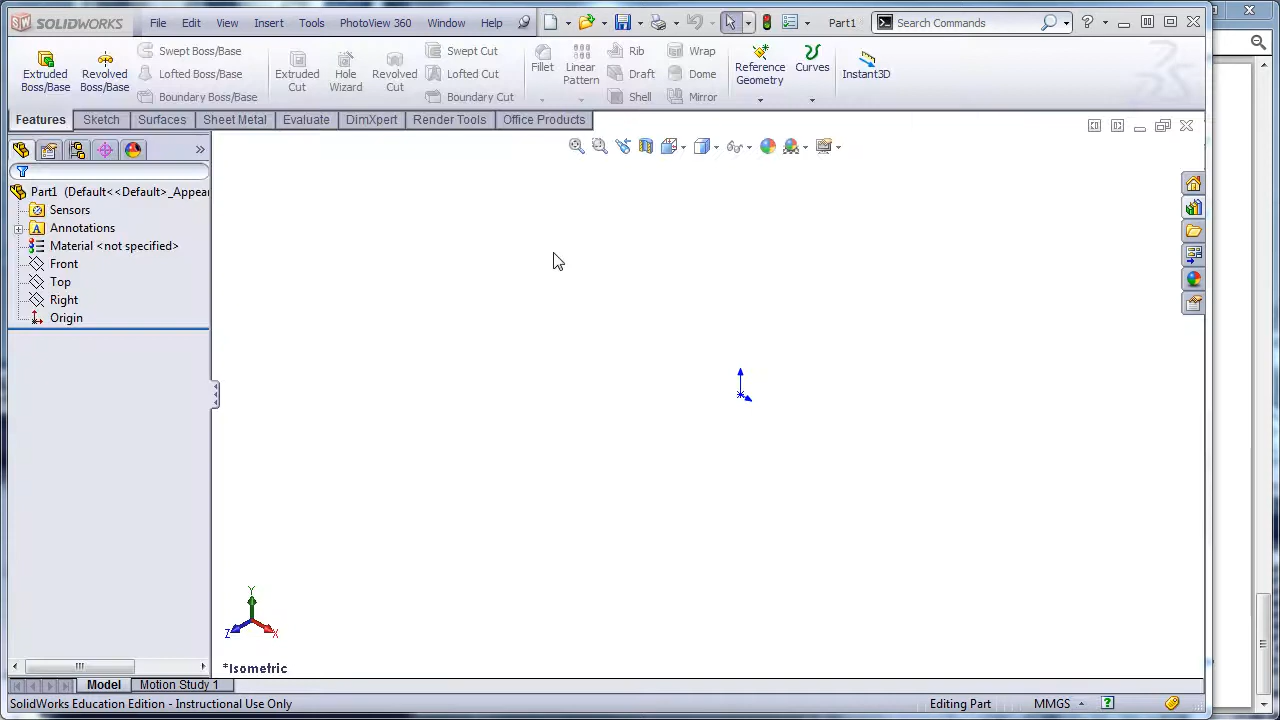 SOLIDWORKS File Edit View Insert Tools PhotoView 360 Window Help Part1 Search Commands
Extruded Boss/Base
Revolved Boss/Base
Swept Boss/Base
Lofted Boss/Base
Boundary Boss/Base
Extruded Cut
Hole Wizard
Revolved Cut
Swept Cut
Lofted Cut
Boundary Cut
Fillet
Linear Pattern
Rib
Draft
Shell
Wrap
Dome
Mirror
Reference Geometry
Curves
Instant3D
Features Sketch Surfaces Sheet Metal Evaluate DimXpert Render Tools Office Products
Part1 (Default<<Default>_Appear
Sensors
A Annotations
Material <not specified>
Front
Top
Right
Origin
Y
Z X
*Isometric
Model Motion Study 1
SolidWorks Education Edition - Instructional Use Only Editing Part MMGS